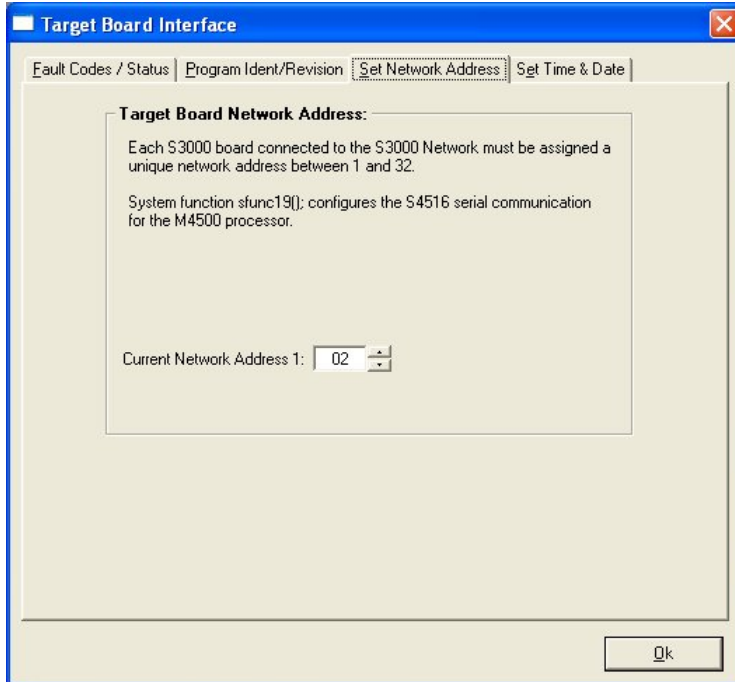 Target Board Interface
Fault Codes / Status Program Ident/Revision Set Network Address Set Time & Date
Target Board Network Address:
Each S3000 board connected to the S3000 Network must be assigned a
unique network address between 1 and 32.
System function sfunc19(); configures the S4516 serial communication
for the M4500 processor.
Current Network Address 1: 02
Ok